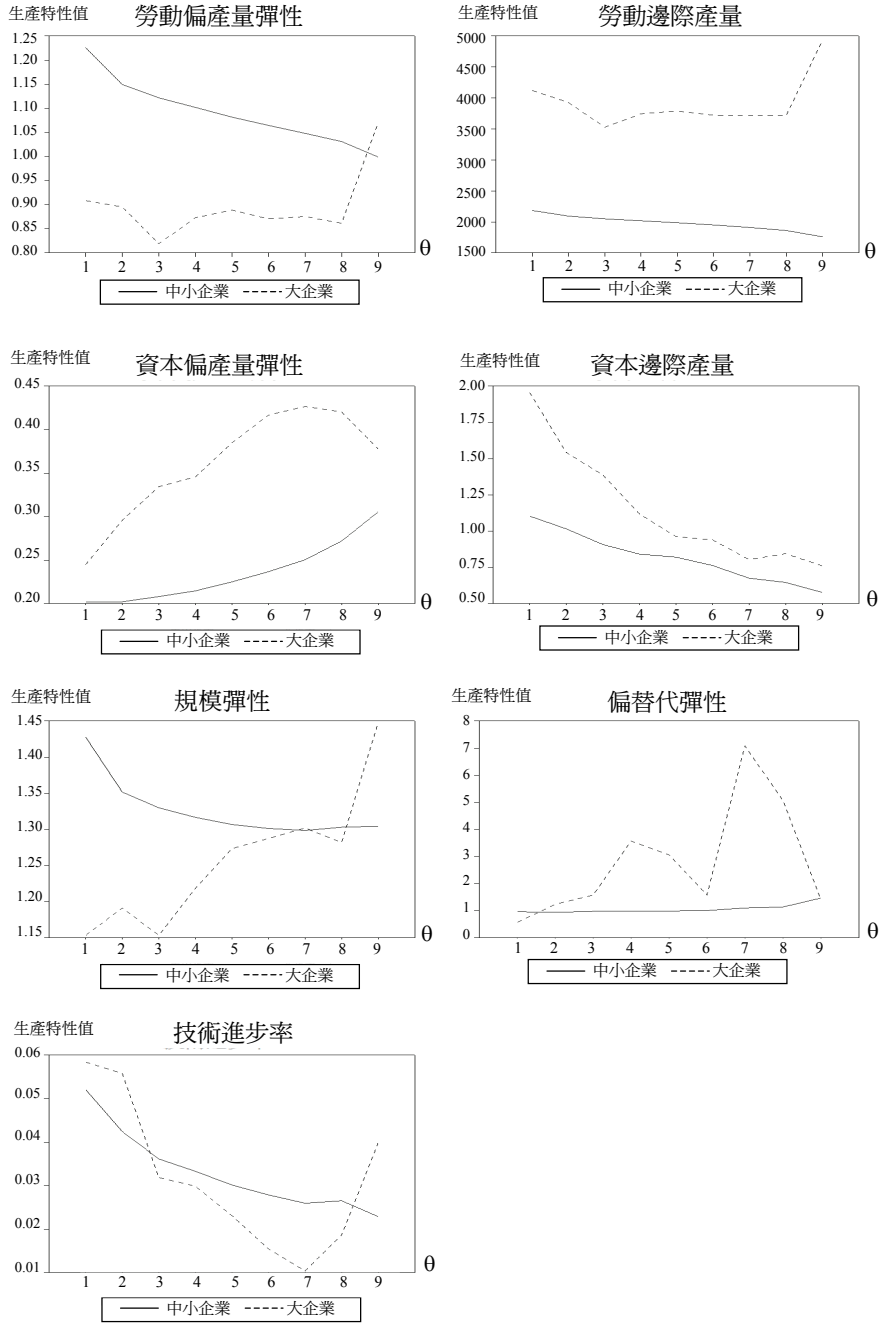 生產特性值
勞動偏產量彈性
1.25
1.20
1.15
1.10
1.05
1.00
0.95
0.90
0.85
0.80
1 2 3 4 5 6 7 8 9
θ
中小企業 大企業
生產特性值
勞動邊際產量
5000
4500
4000
3500
3000
2500
2000
1500
1 2 3 4 5 6 7 8 9
θ
中小企業 大企業
生產特性值
資本偏產量彈性
0.45
0.40
0.35
0.30
0.25
0.20
1 2 3 4 5 6 7 8 9
θ
中小企業 大企業
生產特性值
資本邊際產量
2.00
1.75
1.50
1.25
1.00
0.75
0.50
1 2 3 4 5 6 7 8 9
θ
中小企業 大企業
生產特性值
規模彈性
1.45
1.40
1.35
1.30
1.25
1.20
1.15
1 2 3 4 5 6 7 8 9
θ
中小企業 大企業
生產特性值
偏替代彈性
8
7
6
5
4
3
2
1
0
1 2 3 4 5 6 7 8 9
θ
中小企業 大企業
生產特性值
技術進步率
0.06
0.05
0.04
0.03
0.02
0.01
1 2 3 4 5 6 7 8 9
θ
中小企業 大企業